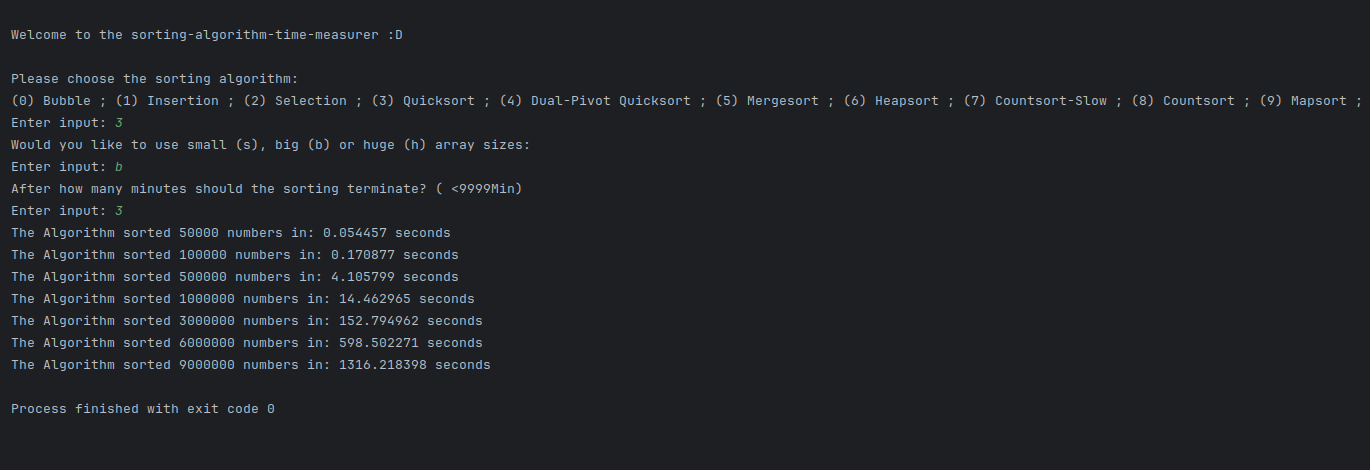 Welcome to the sorting-algorithm-time-measurer :D
Please choose the sorting algorithm:
(0) Bubble ; (1) Insertion ; (2) Selection ; (3) Quicksort ; (4) Dual-Pivot Quicksort ; (5) Mergesort ; (6) Heapsort ; (7) Countsort-Slow ; (8) Countsort ; (9) Mapsort ;
Enter input: 3
Would you like to use small (s), big (b) or huge (h) array sizes:
Enter input: b
After how many minutes should the sorting terminate? ( <9999Min)
Enter input: 3
The Algorithm sorted 50000 numbers in: 0.054457 seconds
The Algorithm sorted 100000 numbers in: 0.170877 seconds
The Algorithm sorted 500000 numbers in: 4.105799 seconds
The Algorithm sorted 1000000 numbers in: 14.462965 seconds
The Algorithm sorted 3000000 numbers in: 152.794962 seconds
The Algorithm sorted 6000000 numbers in: 598.502271 seconds
The Algorithm sorted 9000000 numbers in: 1316.218398 seconds
Process finished with exit code 0